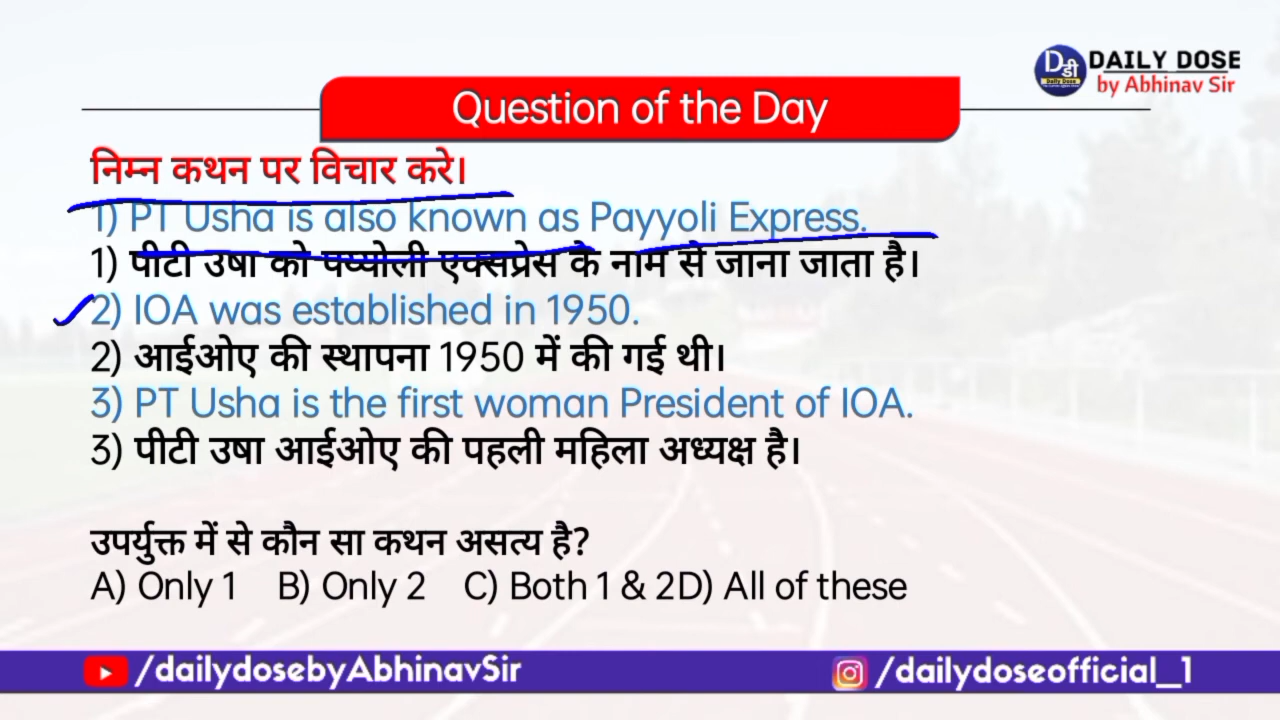 Dडी
Daily Dose
DAILY DOSE
by Abhinav Sir
Question of the Day
निम्न कथन पर विचार करे।
1) PT Usha is also known as Payyoli Express.
1) पीटी उषा को पय्योली एक्सप्रेस के नाम से जाना जाता है।
2) IOA was established in 1950.
2) आईओए की स्थापना 1950 में की गई थी।
3) PT Usha is the first woman President of IOA.
3) पीटी उषा आईओए की पहली महिला अध्यक्ष है।
उपर्युक्त में से कौन सा कथन असत्य है?
A) Only 1 B) Only 2 C) Both 1 & 2D) All of these
/dailydosebyAbhinavSir
/dailydoseofficial_1